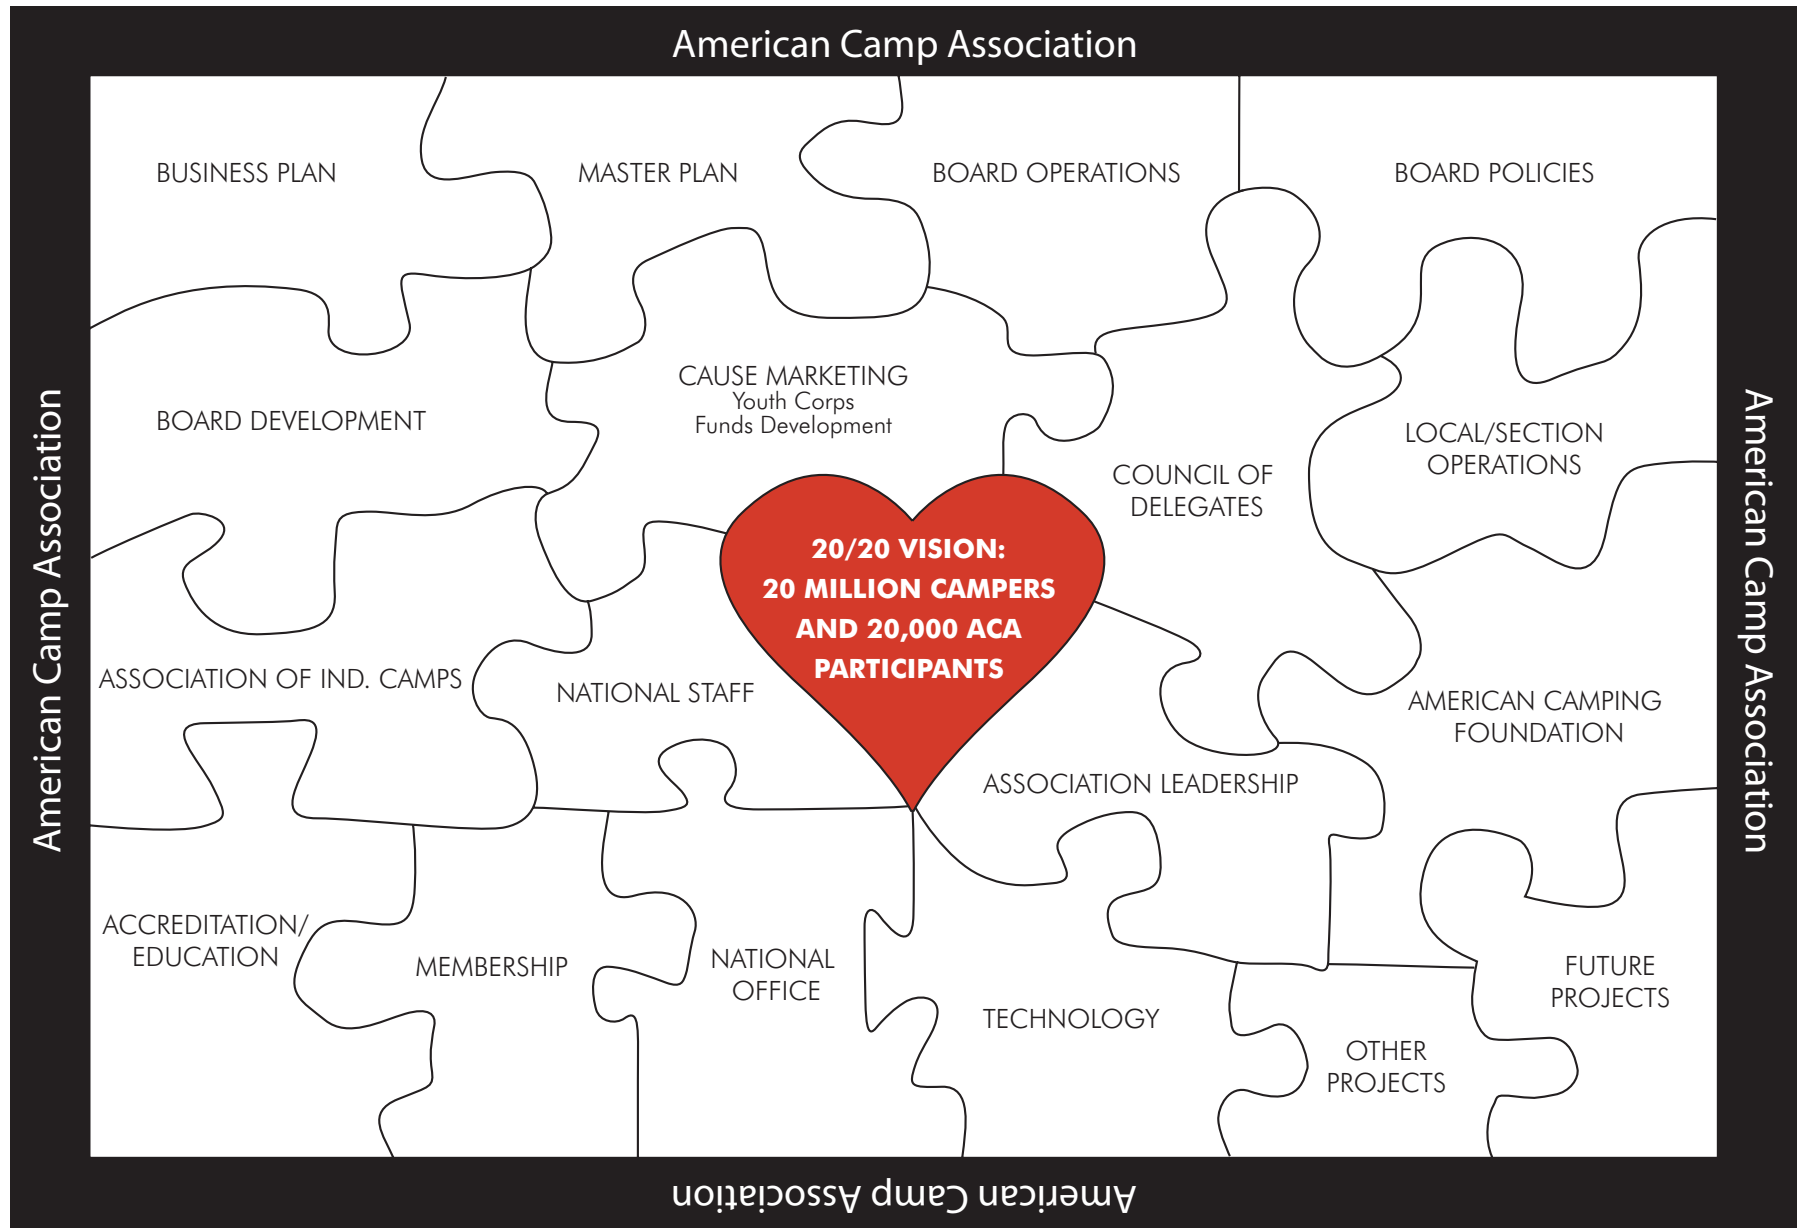 American Camp Association
BUSINESS PLAN
MASTER PLAN
BOARD OPERATIONS
BOARD POLICIES
BOARD DEVELOPMENT
CAUSE MARKETING
Youth Corps
Funds Development
COUNCIL OF
DELEGATES
LOCAL/SECTION
OPERATIONS
American Camp Association
American Camp Association
20/20 VISION:
20 MILLION CAMPERS
AND 20,000 ACA
PARTICIPANTS
ASSOCIATION OF IND. CAMPS
NATIONAL STAFF
ASSOCIATION LEADERSHIP
AMERICAN CAMPING
FOUNDATION
ACCREDITATION/
EDUCATION
MEMBERSHIP
NATIONAL
OFFICE
TECHNOLOGY
OTHER
PROJECTS
FUTURE
PROJECTS
American Camp Association